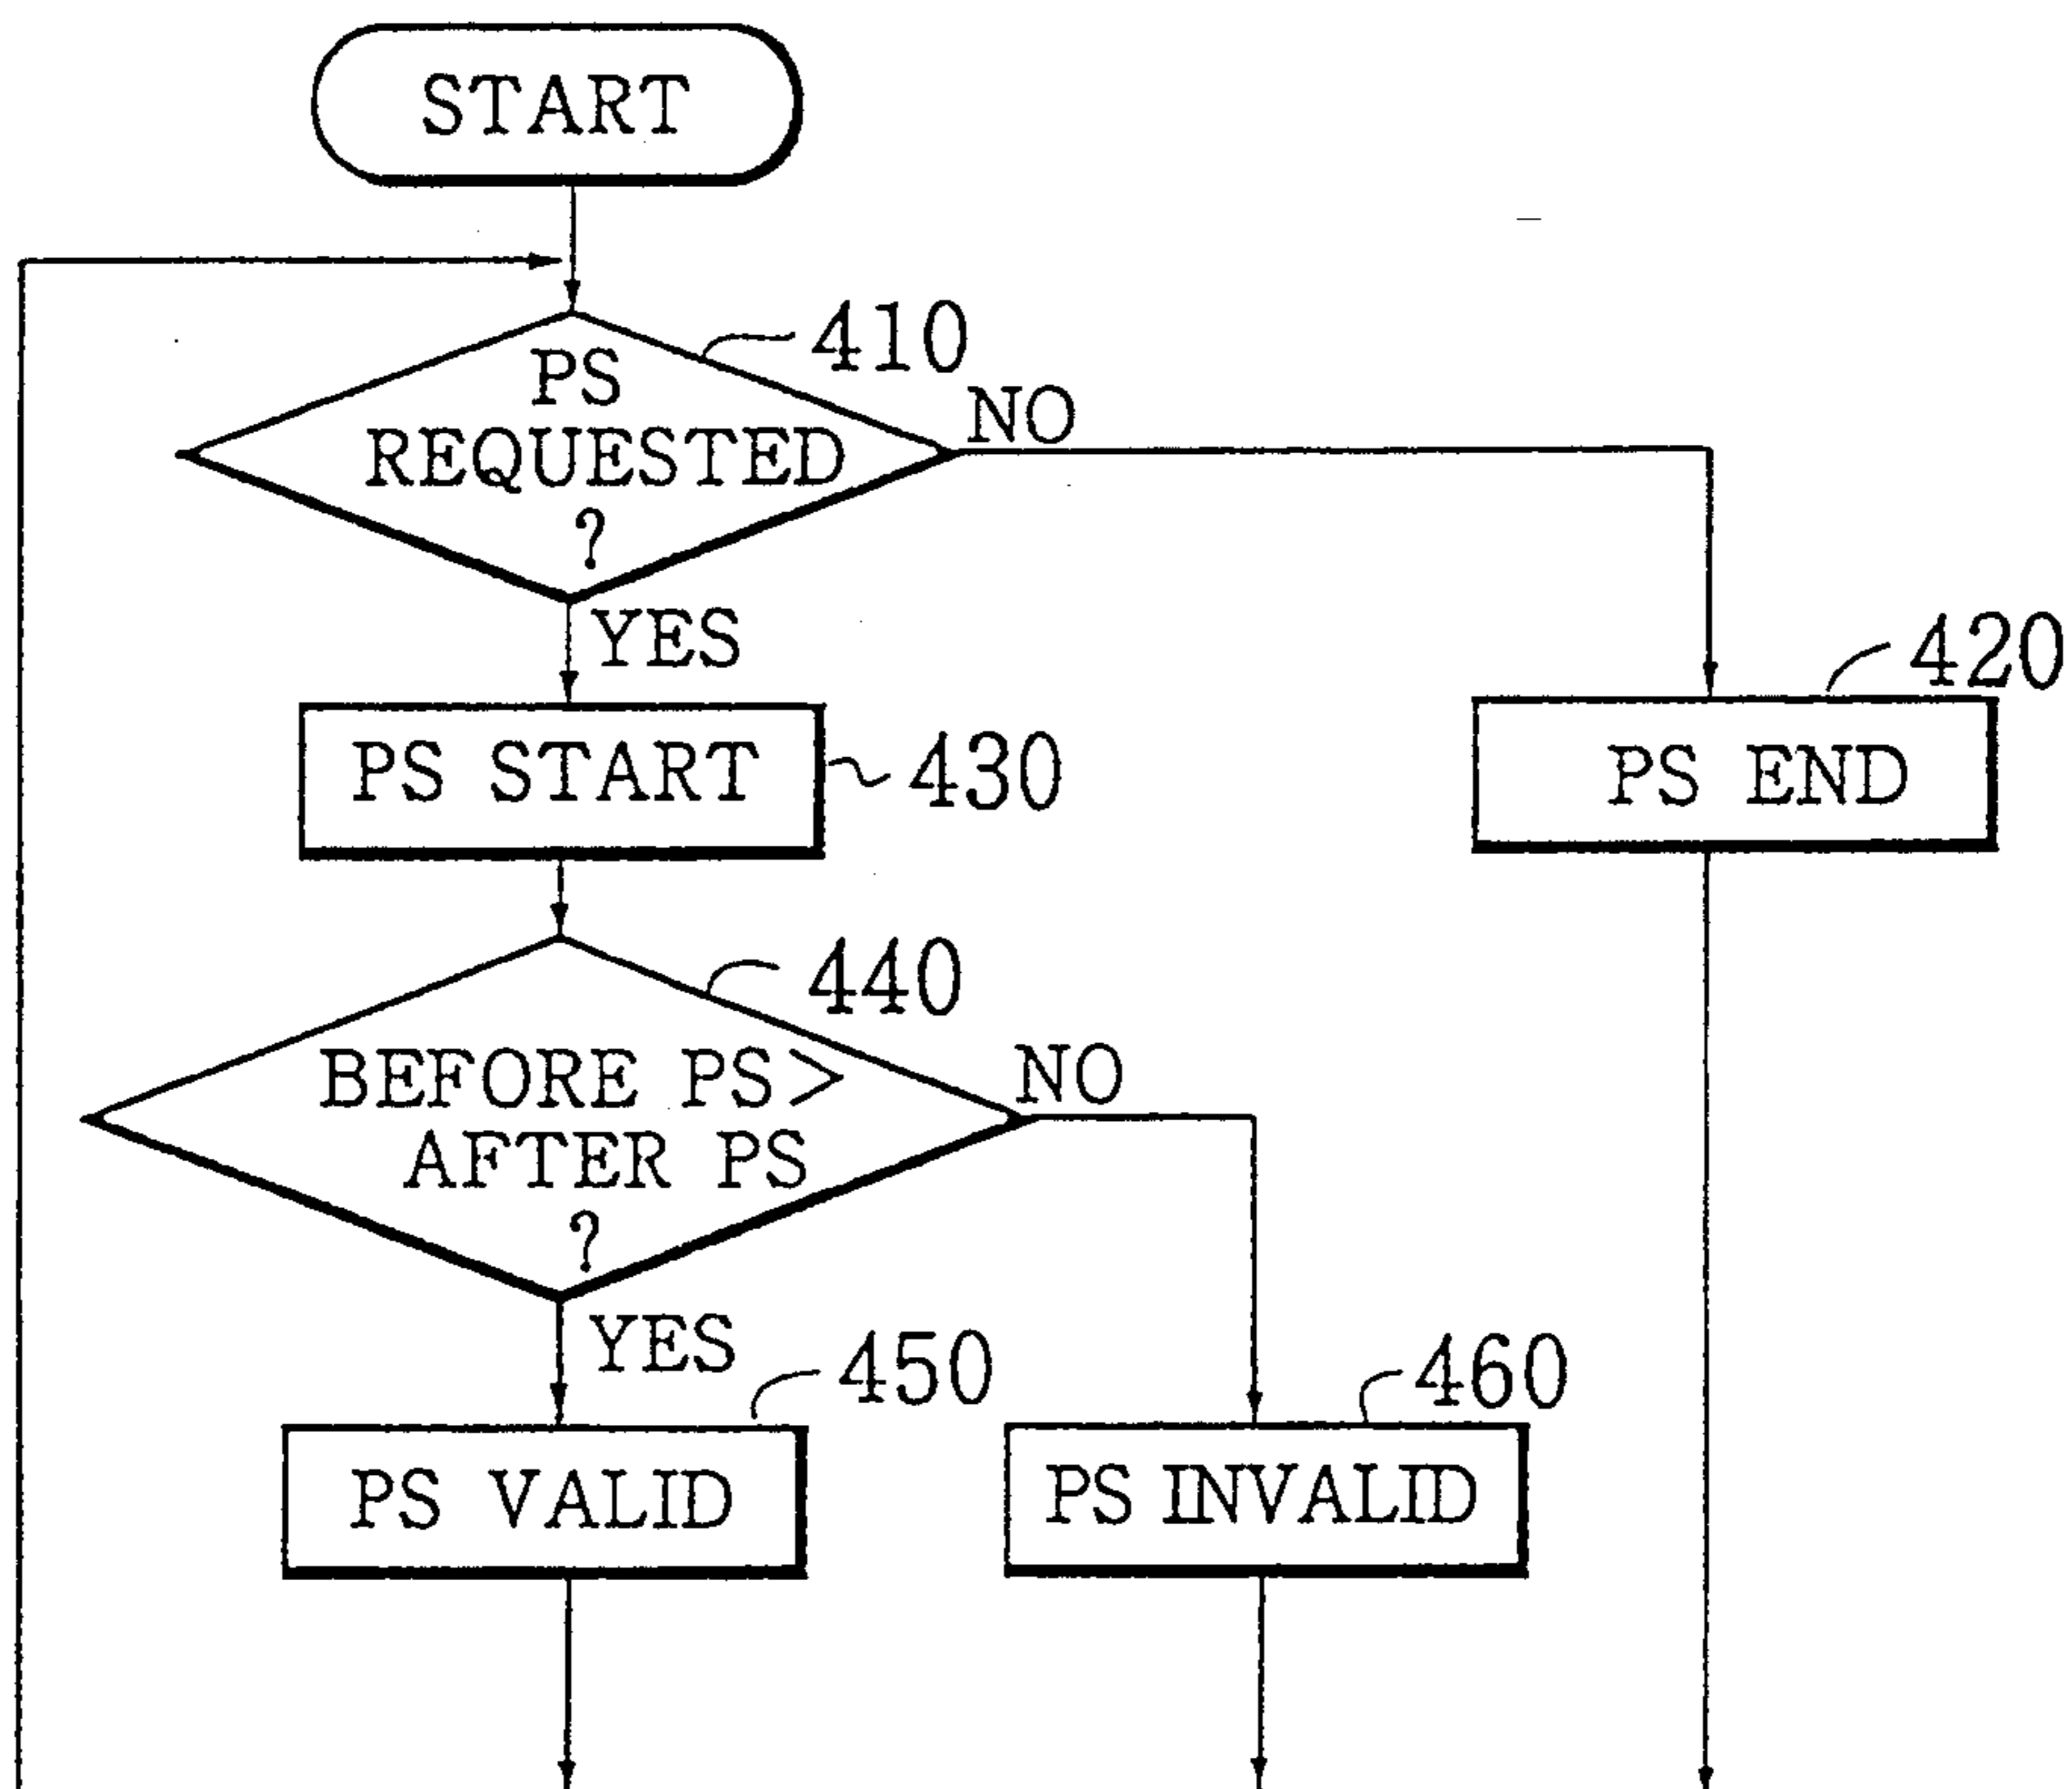 START
410
PS
REQUESTED
?
NO
YES
420
PS START
430
PS END
440
BEFORE PS>
AFTER PS
?
NO
YES
450
460
PS VALID
PS INVALID